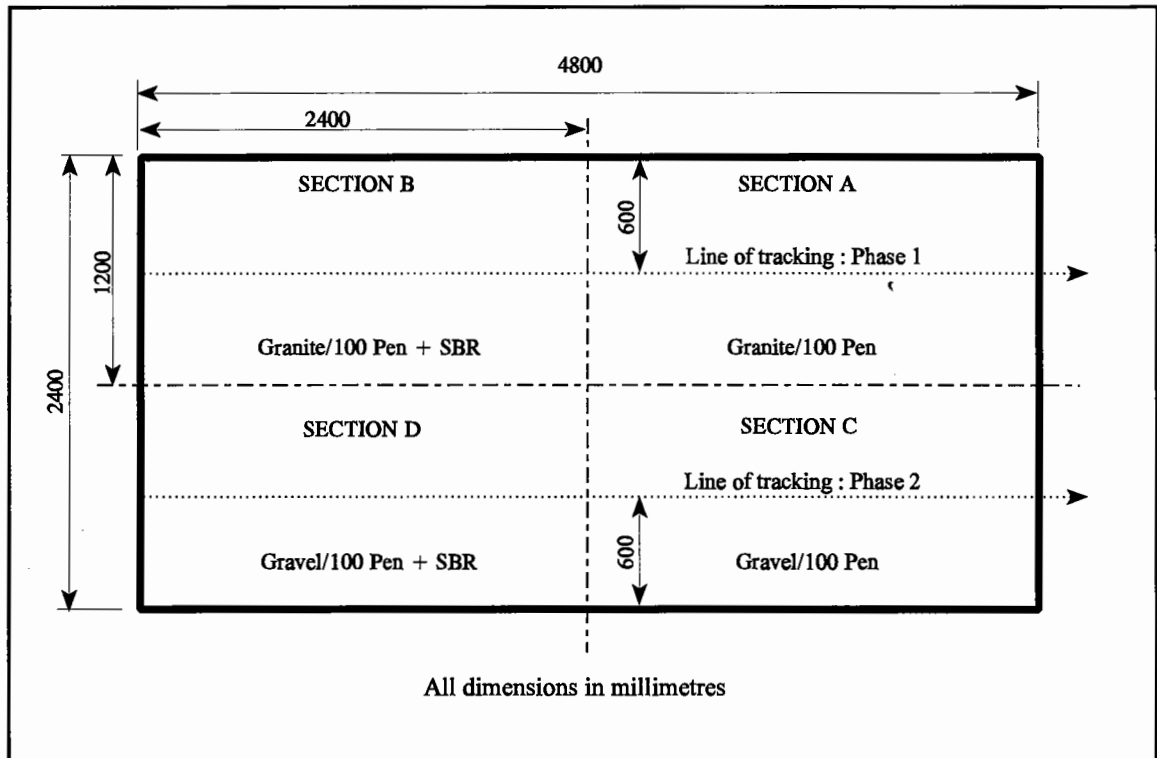 4800
2400
SECTION B
SECTION A
600
Line of tracking : Phase 1
1200
Granite/100 Pen + SBR
Granite/100 Pen
2400
SECTION D
SECTION C
Line of tracking : Phase 2
600
Gravel/100 Pen + SBR
Gravel/100 Pen
All dimensions in millimetres